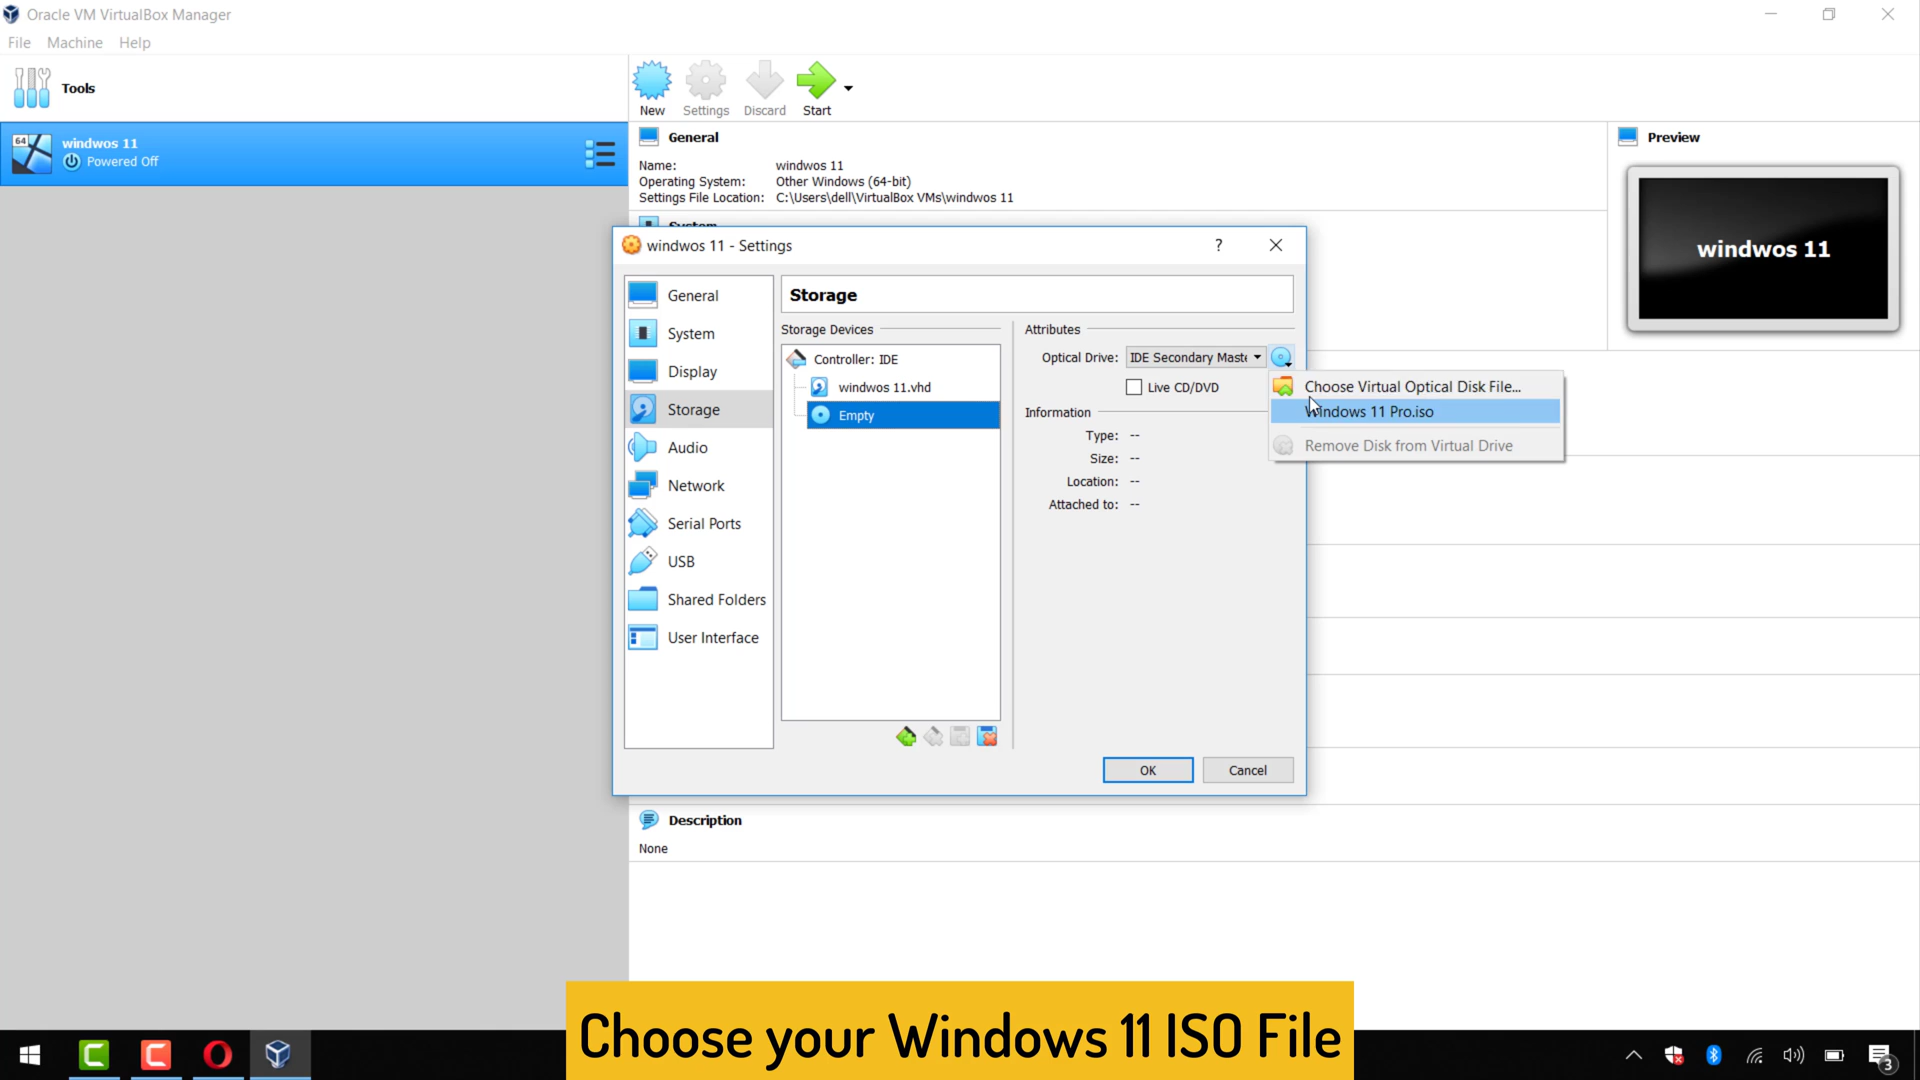 Oracle VM VirtualBox Manager
File Machine Help
Tools
New Settings Discard Start
64
windwos 11
Powered Off
General
Name: windwos 11
Operating System: Other Windows (64-bit)
Settings File Location: C:\Users\dell\VirtualBox VMs\windwos 11
Preview
windwos 11
System
windwos 11 - Settings
?
General
System
Display
Storage
Audio
Network
Serial Ports
USB
Shared Folders
User Interface
Storage
Storage Devices
Controller: IDE
windwos 11.vhd
Empty
Attributes
Optical Drive: IDE Secondary Maste
Live CD/DVD
Information
Type: --
Size: --
Location: --
Attached to: --
Choose Virtual Optical Disk File...
Windows 11 Pro.iso
Remove Disk from Virtual Drive
OK Cancel
Description
None
Choose your Windows 11 ISO File
3